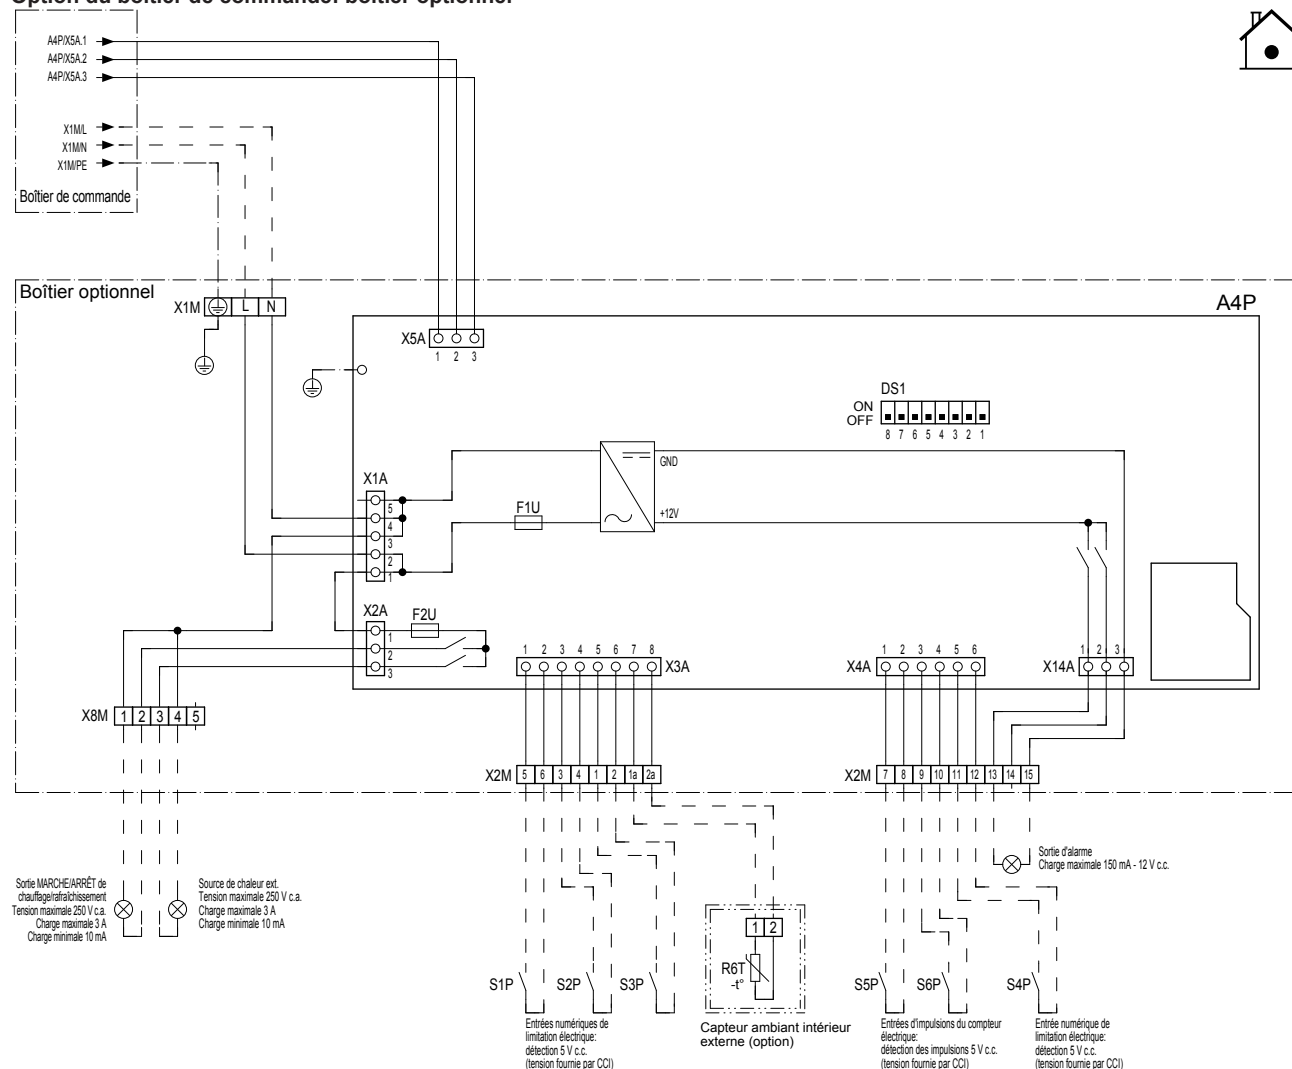 Option du boîtier de commande: boîtier optionnel
A4P/X5A.1
A4P/X5A.2
A4P/X5A.3
X1M/L
X1M/N
X1M/PE
Boîtier de commande
Boîtier optionnel
X1M L N
A4P
X5A
1 2 3
DS1
ON
OFF
8 7 6 5 4 3 2 1
GND
X1A
F1U
+12V
5
4
3
2
1
X2A
F2U
1
2
3
1 2 3 4 5 6 7 8
X3A
X4A
1 2 3 4 5 6
X14A
1 2 3
X8M 1 2 3 4 5
X2M 5 6 3 4 1 2 1a 2a
X2M 7 8 9 10 11 12 13 14 15
Sortie d'alarme
Charge maximale 150 mA - 12 V c.c.
Sortie MARCHE/ARRÊT de
chauffage/rafraîchissement
Tension maximale 250 V c.a.
Charge maximale 3 A
Charge minimale 10 mA
Source de chaleur ext.
Tension maximale 250 V c.a.
Charge maximale 3 A
Charge minimale 10 mA
1 2
R6T
-t°
S1P
S2P
S3P
S5P
S6P
S4P
Entrées numériques de
limitation électrique:
détection 5 V c.c.
(tension fournie par CCI)
Capteur ambiant intérieur
externe (option)
Entrées d'impulsions du compteur
électrique:
détection des impulsions 5 V c.c.
(tension fournie par CCI)
Entrée numérique de
limitation électrique:
détection 5 V c.c.
(tension fournie par CCI)